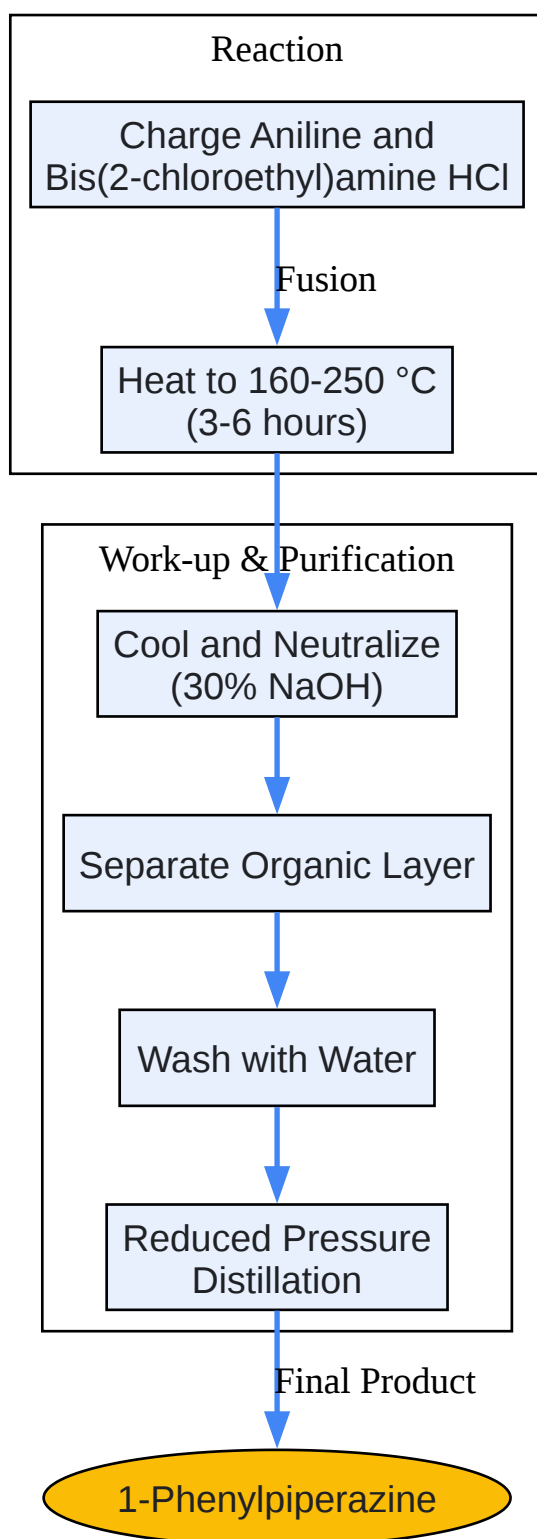 Reaction
Charge Aniline and
Bis(2-chloroethyl)amine HCl
Fusion
Heat to 160-250 °C
(3-6 hours)
Work-up & Purification
Cool and Neutralize
(30% NaOH)
Separate Organic Layer
Wash with Water
Reduced Pressure
Distillation
Final Product
1-Phenylpiperazine